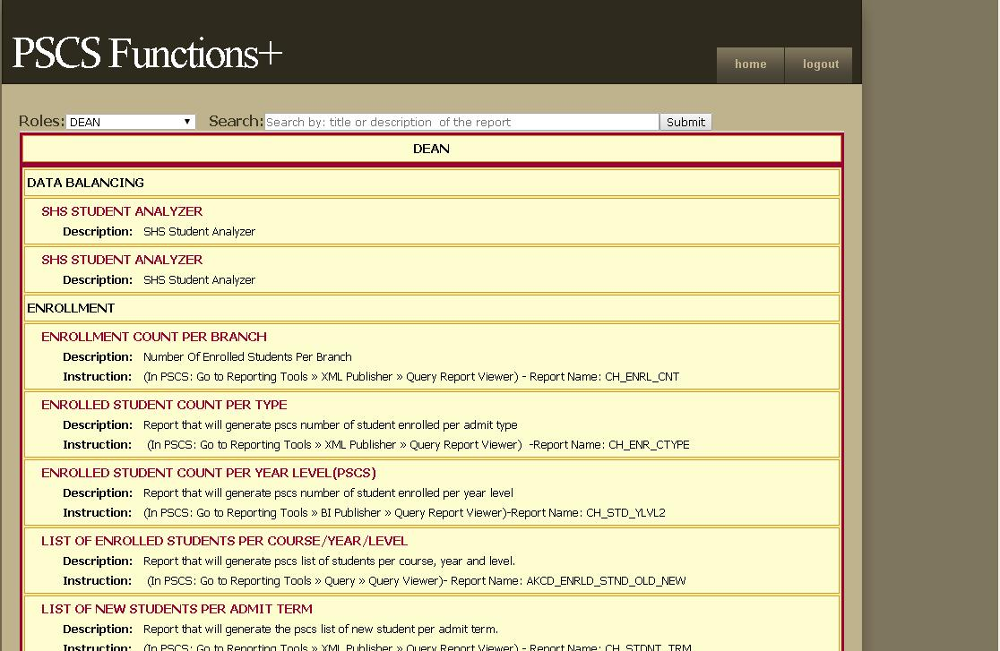 PSCS Functions+
home logout
Roles: DEAN Search: Search by: title or description of the report Submit
DEAN
DATA BALANCING
SHS STUDENT ANALYZER
Description: SHS Student Analyzer
SHS STUDENT ANALYZER
Description: SHS Student Analyzer
ENROLLMENT
ENROLLMENT COUNT PER BRANCH
Description: Number Of Enrolled Students Per Branch
Instruction: (In PSCS: Go to Reporting Tools » XML Publisher » Query Report Viewer) - Report Name: CH_ENRL_CNT
ENROLLED STUDENT COUNT PER TYPE
Description: Report that will generate pscs number of student enrolled per admit type
Instruction: (In PSCS: Go to Reporting Tools » XML Publisher » Query Report Viewer) -Report Name: CH_ENR_CTYPE
ENROLLED STUDENT COUNT PER YEAR LEVEL(PSCS)
Description: Report that will generate pscs number of student enrolled per year level
Instruction: (In PSCS: Go to Reporting Tools » BI Publisher » Query Report Viewer)-Report Name: CH_STD_YLVL2
LIST OF ENROLLED STUDENTS PER COURSE/YEAR/LEVEL
Description: Report that will generate pscs list of students per course, year and level.
Instruction: (In PSCS: Go to Reporting Tools » Query » Query Viewer)- Report Name: AKCD_ENRLD_STND_OLD_NEW
LIST OF NEW STUDENTS PER ADMIT TERM
Description: Report that will generate the pscs list of new student per admit term.
Instruction: (In PSCS: Go to Reporting Tools » XML Publisher » Query Report Viewer) - Report Name: CH_STDNT_TRM